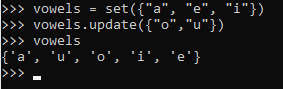 >>> vowels = set({"a", "e", "i"})
>>> vowels.update({"o","u"})
>>> vowels
{'a', 'u', 'o', 'i', 'e'}
>>>